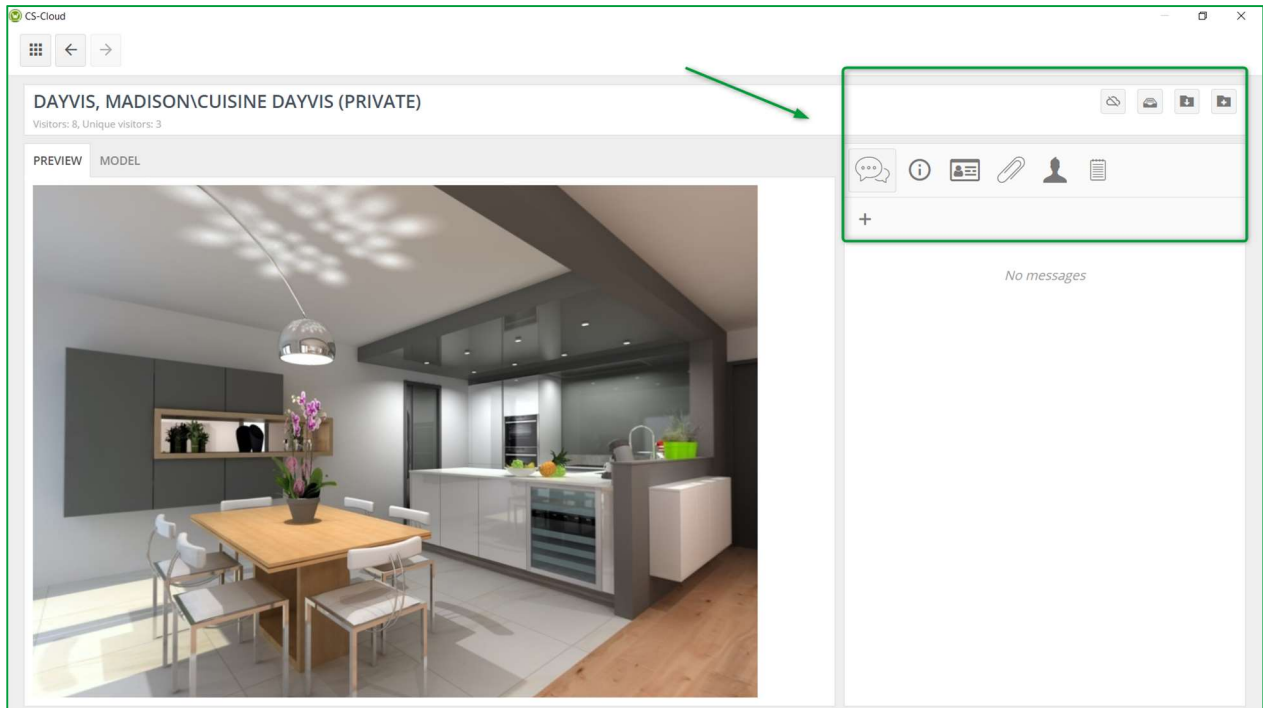 CS-Cloud
DAYVIS, MADISON\CUISINE DAYVIS (PRIVATE)
Visitors: 8, Unique visitors: 3
PREVIEW MODEL
No messages